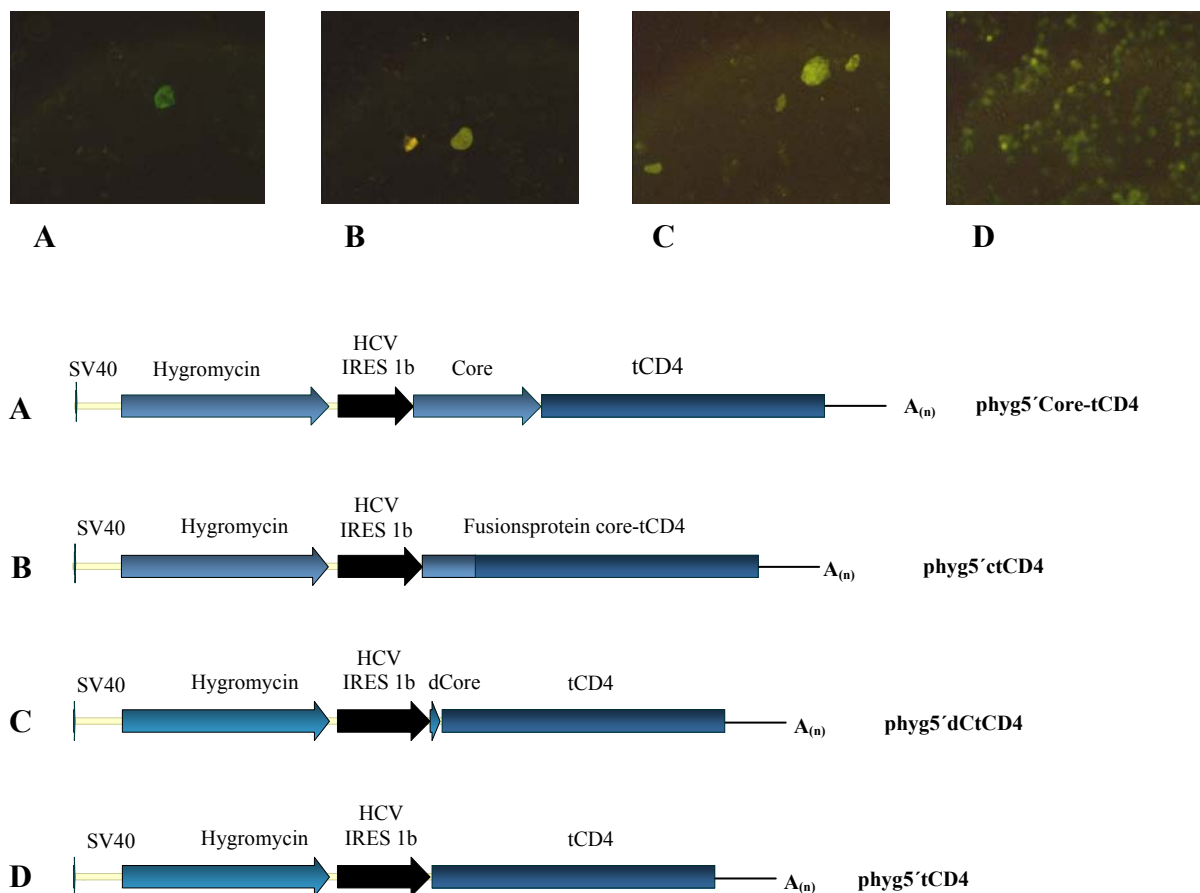 A B C D
HCV
SV40 Hygromycin IRES 1b Core tCD4
A A(n) phyg5´Core-tCD4
HCV
SV40 Hygromycin IRES 1b Fusionsprotein core-tCD4
B A(n) phyg5´ctCD4
HCV
SV40 Hygromycin IRES 1b dCore tCD4
C A(n) phyg5´dCtCD4
HCV
SV40 Hygromycin IRES 1b tCD4
D A(n) phyg5´tCD4